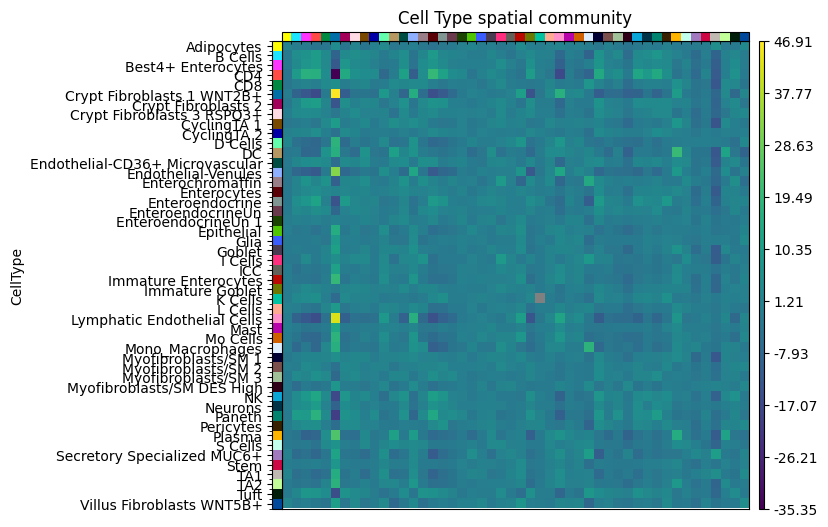 Cell Type spatial community
CellType
Adipocytes
B Cells
Best4+ Enterocytes
CD4
CD8
Crypt Fibroblasts 1 WNT2B+
Crypt Fibroblasts 2
Crypt Fibroblasts 3 RSPO3+
CyclingTA 1
CyclingTA 2
D Cells
DC
Endothelial-CD36+ Microvascular
Endothelial-Venules
Enterochromaffin
Enterocytes
Enteroendocrine
EnteroendocrineUn
EnteroendocrineUn 1
Epithelial
Glia
Goblet
I Cells
ICC
Immature Enterocytes
Immature Goblet
K Cells
L Cells
Lymphatic Endothelial Cells
Mast
Mo Cells
Mono_Macrophages
Myofibroblasts/SM 1
Myofibroblasts/SM 2
Myofibroblasts/SM 3
Myofibroblasts/SM DES High
NK
Neurons
Paneth
Pericytes
Plasma
S Cells
Secretory Specialized MUC6+
Stem
TA1
TA2
Tuft
Villus Fibroblasts WNT5B+
46.91
37.77
28.63
19.49
10.35
1.21
-7.93
-17.07
-26.21
-35.35